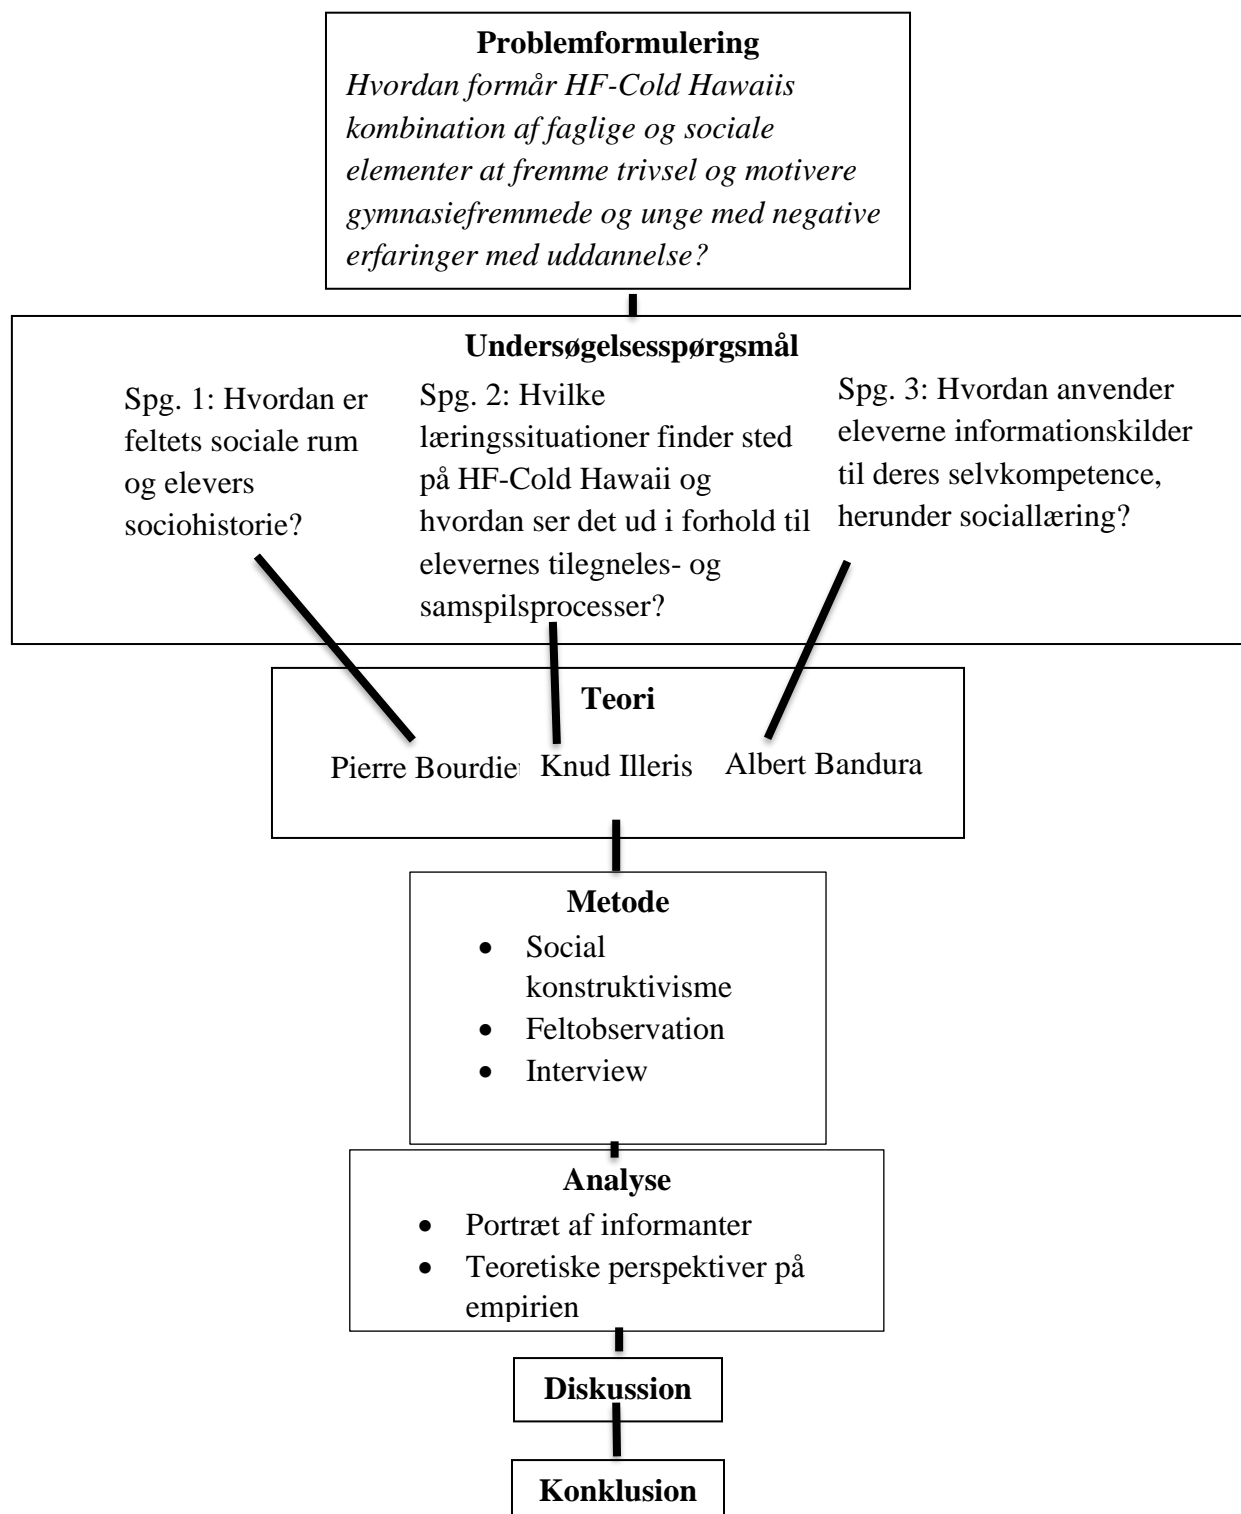 Problemformulering
Hvordan formår HF-Cold Hawaiis
kombination af faglige og sociale
elementer at fremme trivsel og motivere
gymnasiefremmede og unge med negative
erfaringer med uddannelse?
Undersøgelsesspørgsmål
Spg. 1: Hvordan er
feltets sociale rum
og elevers
sociohistorie?
Spg. 2: Hvilke
læringssituationer finder sted
på HF-Cold Hawaii og
hvordan ser det ud i forhold til
elevernes tilegneles- og
samspilsprocesser?
Spg. 3: Hvordan anvender
eleverne informationskilder
til deres selvkompetence,
herunder sociallæring?
Teori
Pierre Bourdieu
Knud Illeris
Albert Bandura
Metode
• Social
konstruktivisme
• Feltobservation
• Interview
Analyse
• Portræt af informanter
• Teoretiske perspektiver på
empirien
Diskussion
Konklusion